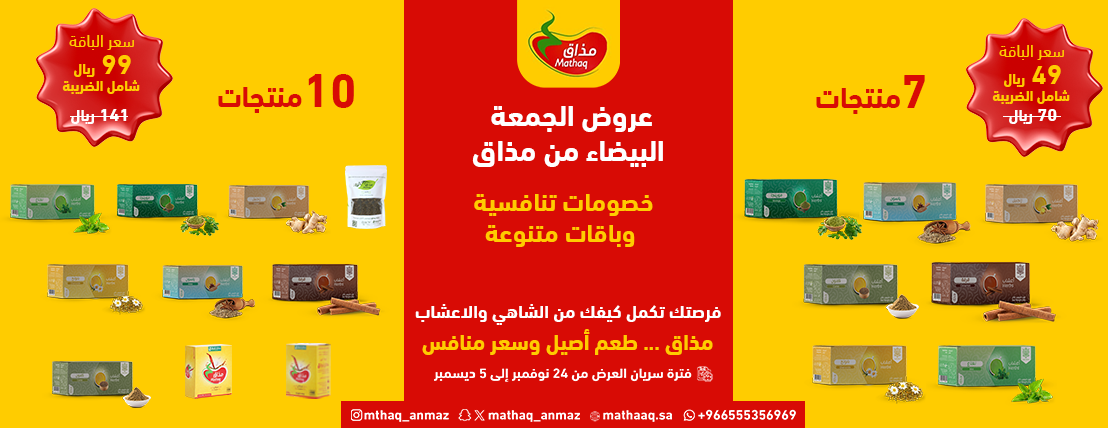 سعر الباقة
49 ريال
شامل الضريبة
70 ريال
7 منتجات
مذاق
Mathaq
عروض الجمعة
البيضاء من مذاق
خصومات تنافسية
وباقات متنوعة
فرصتك تكمل كيفك من الشاهي والاعشاب
مذاق ... طعم أصيل وسعر منافس
فترة سريان العرض من 24 نوفمبر إلى 5 ديسمبر
سعر الباقة
99 ريال
شامل الضريبة
141 ريال
10 منتجات
mthaq_anmaz mathaq_anmaz mathaaq.sa +966555356969